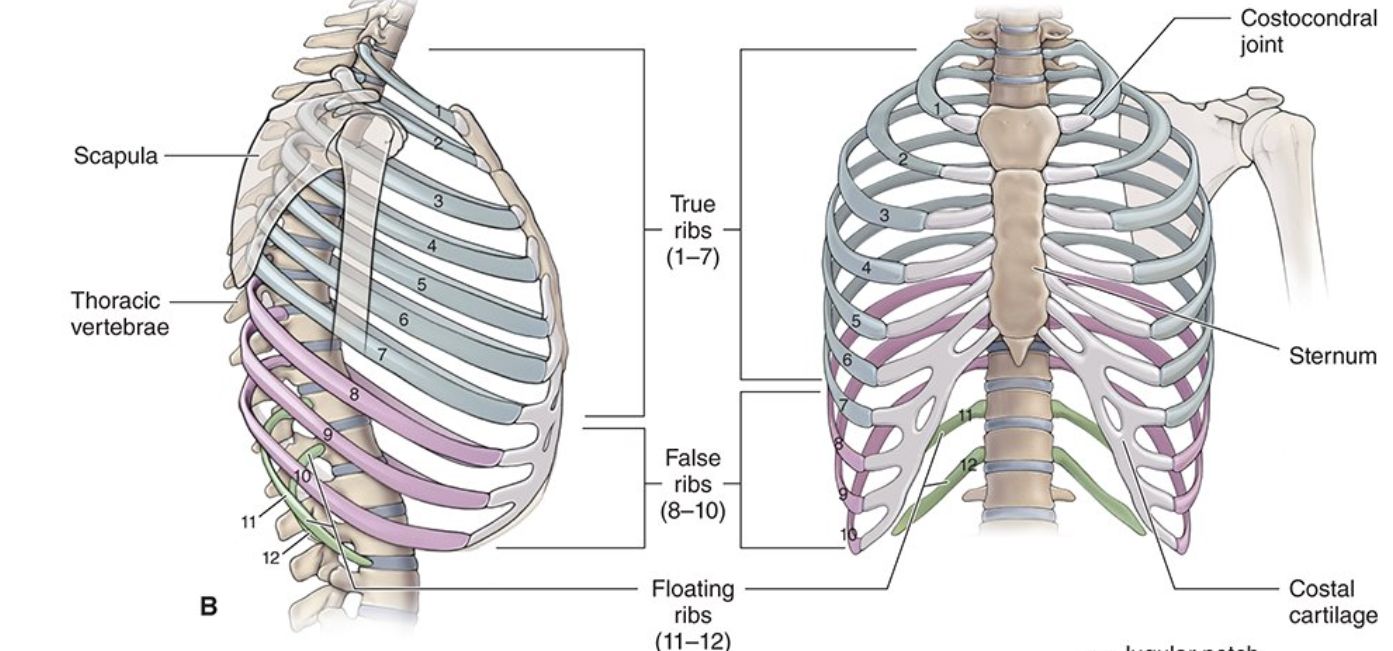 Costocondral
joint
Scapula
Thoracic
vertebrae
1
2
3
4
5
6
7
8
9
10
11
12
True
ribs
(1–7)
False
ribs
(8–10)
Floating
ribs
(11–12)
1
2
3
4
5
6
7
8
9
10
11
12
Sternum
Costal
cartilage
B